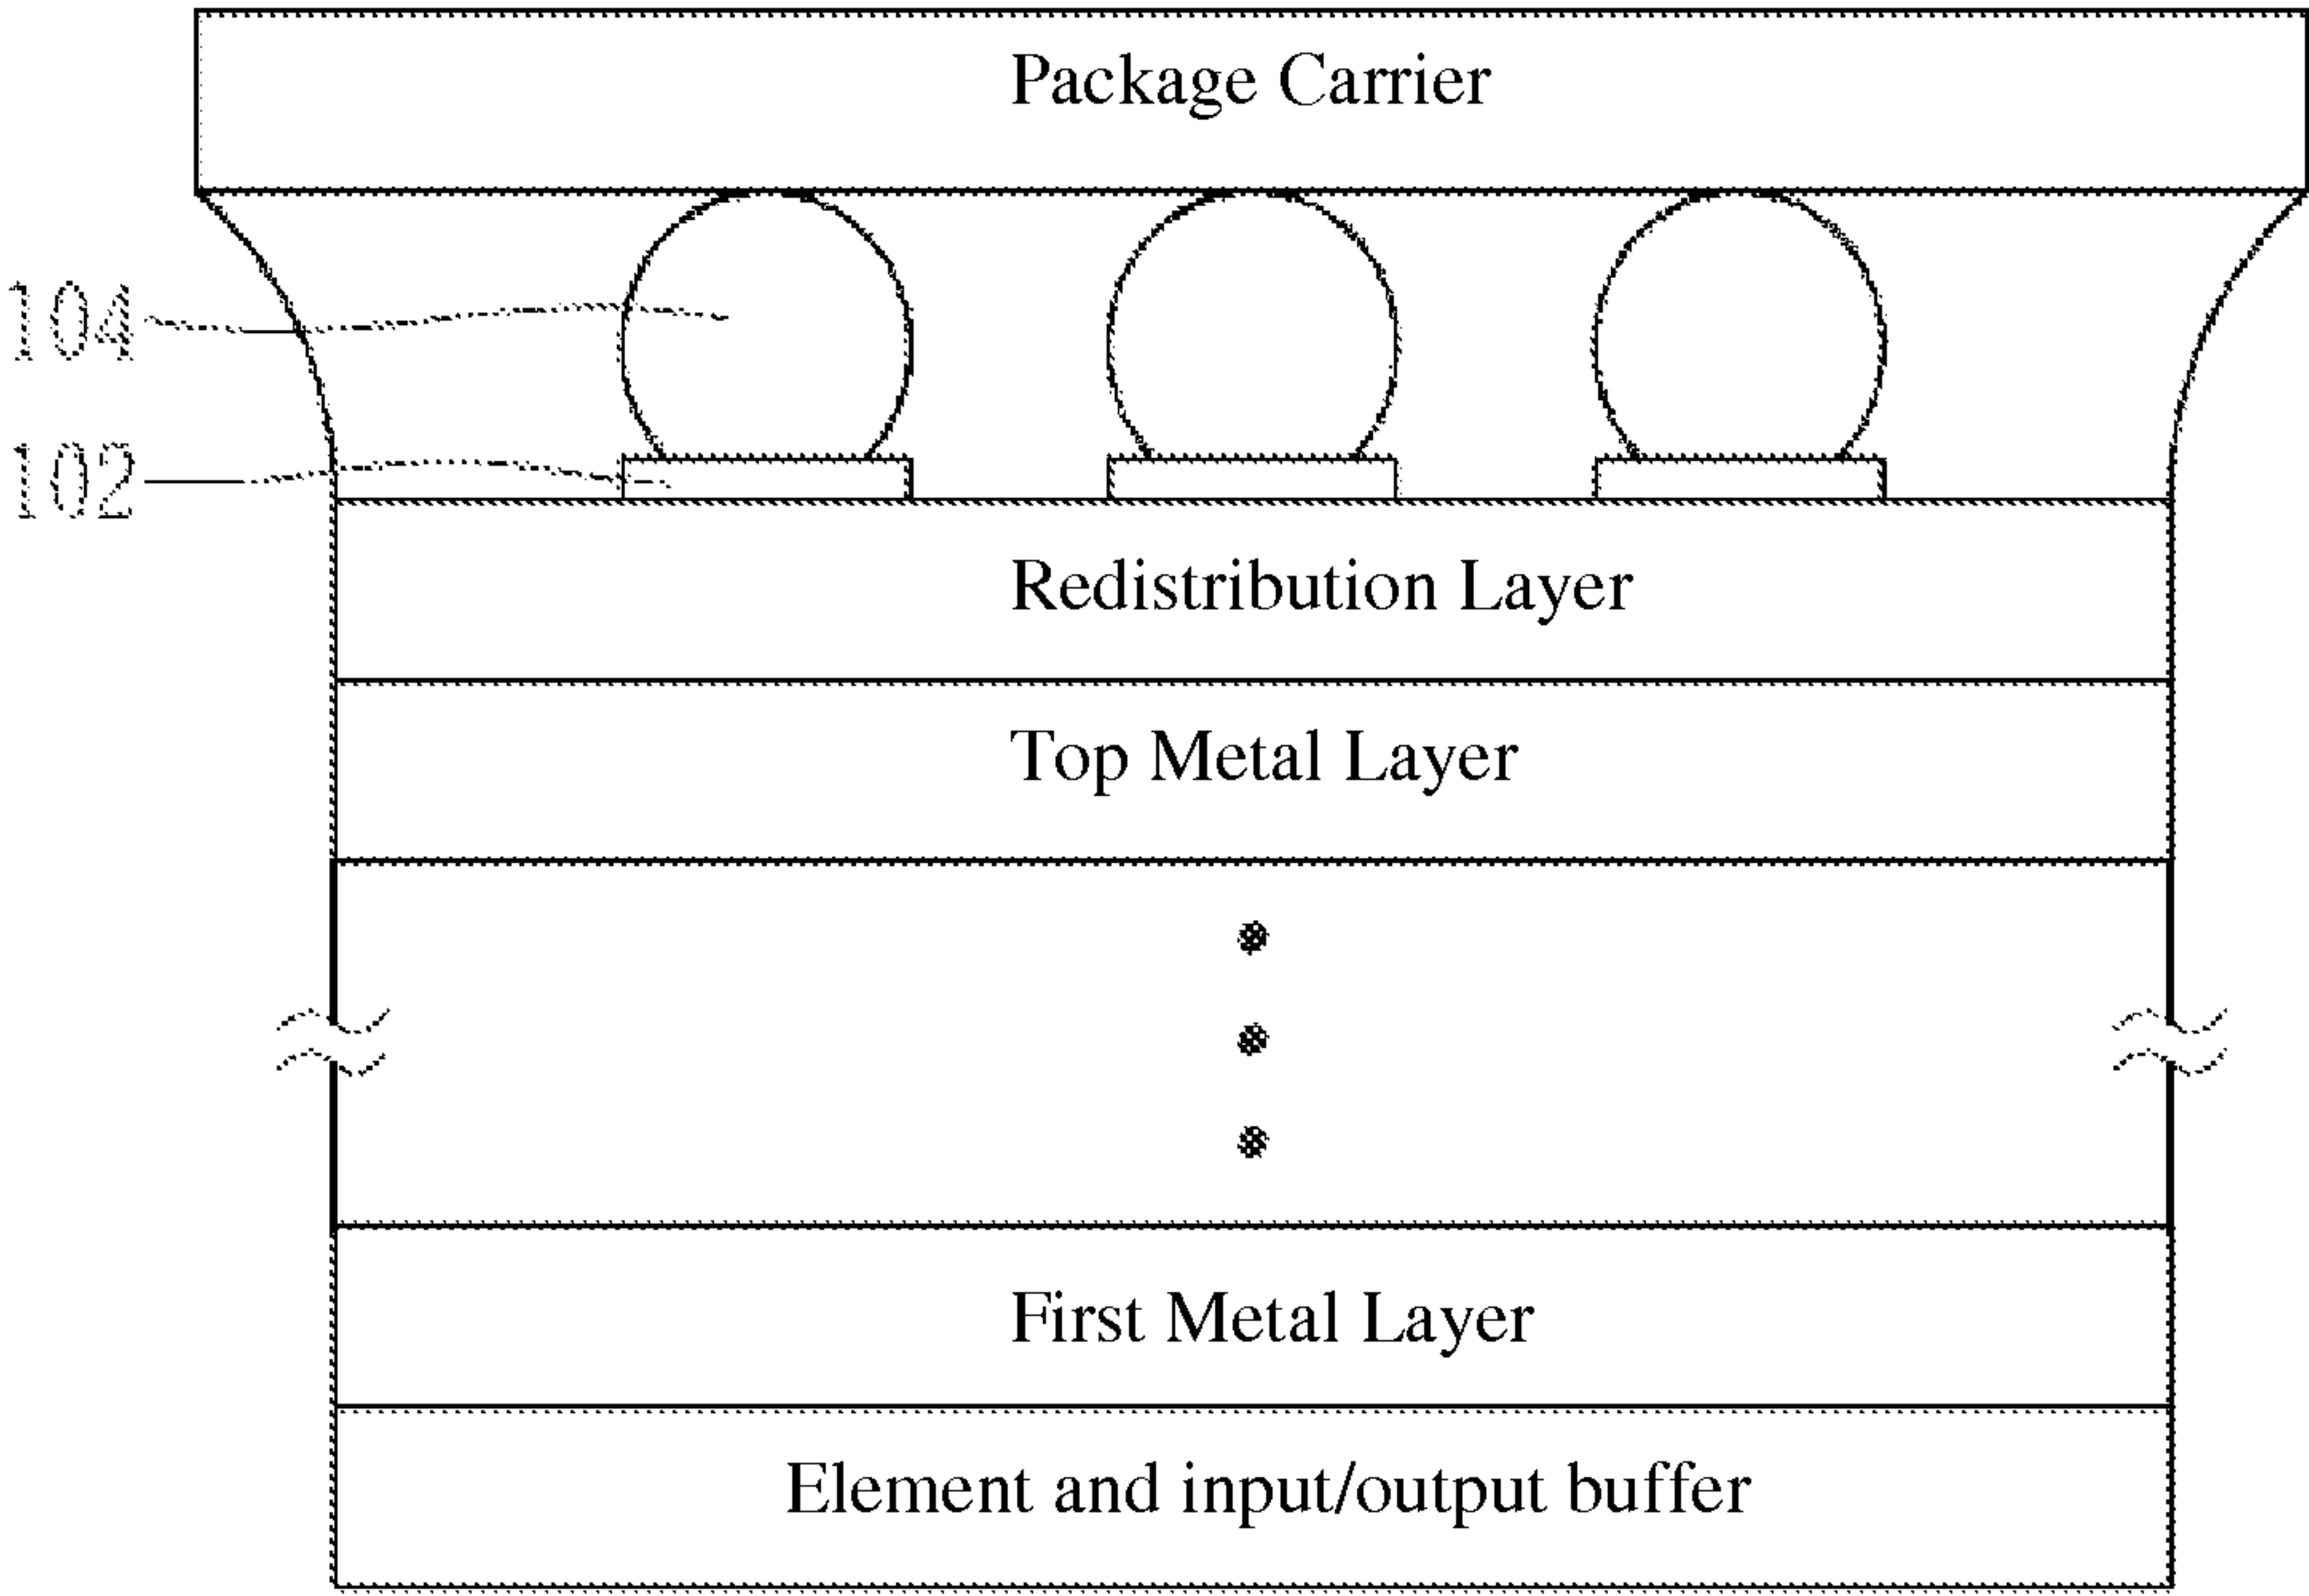 Package Carrier
104
102
Redistribution Layer
Top Metal Layer
First Metal Layer
Element and input/output buffer